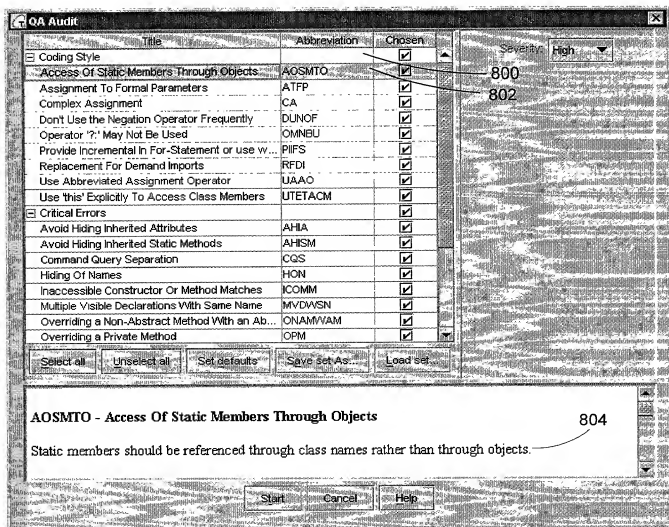 QA Audit
Title Abbreviation Chosen
Severity: High
Coding Style
800
Access Of Static Members Through Objects AOSMTO
802
Assignment To Formal Parameters ATFP
Complex Assignment CA
Don't Use the Negation Operator Frequently DUNOF
Operator '?:' May Not Be Used OMNBU
Provide Incremental In For-Statement or use w... PIIFS
Replacement For Demand Imports RFDI
Use Abbreviated Assignment Operator UAAO
Use 'this' Explicitly To Access Class Members UTETACM
Critical Errors
Avoid Hiding Inherited Attributes AHIA
Avoid Hiding Inherited Static Methods AHISM
Command Query Separation CQS
Hiding Of Names HON
Inaccessible Constructor Or Method Matches ICOMM
Multiple Visible Declarations With Same Name MVDWSN
Overriding a Non-Abstract Method With an Ab... ONAMWAM
Overriding a Private Method OPM
Select all Unselect all Set defaults Save set As... Load set...
AOSMTO - Access Of Static Members Through Objects
804
Static members should be referenced through class names rather than through objects.
Start Cancel Help